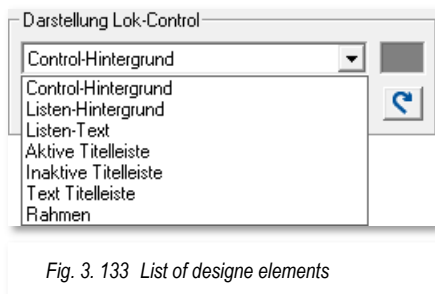 Darstellung Lok-Control
Control-Hintergrund
Control-Hintergrund
Listen-Hintergrund
Listen-Text
Aktive Titelleiste
Inaktive Titelleiste
Text Titelleiste
Rahmen
Fig. 3. 133 List of designe elements